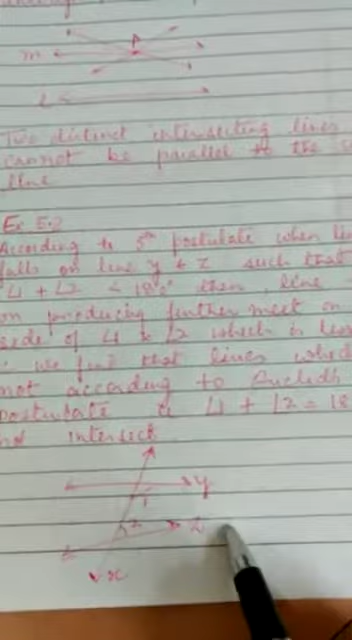 P
m
l
Two distinct intersecting lines
cannot be parallel to the
line
Ex 5.2
According to 5th postulate when
falls on line y & z such that
∠1 + ∠2 < 180° then, line
on producing further meet on
side of ∠1 & ∠2 which is
we find that lines
not according to Euclid's
postulate ∠1 + ∠2 = 18
not intersect
y
1
2
z
x